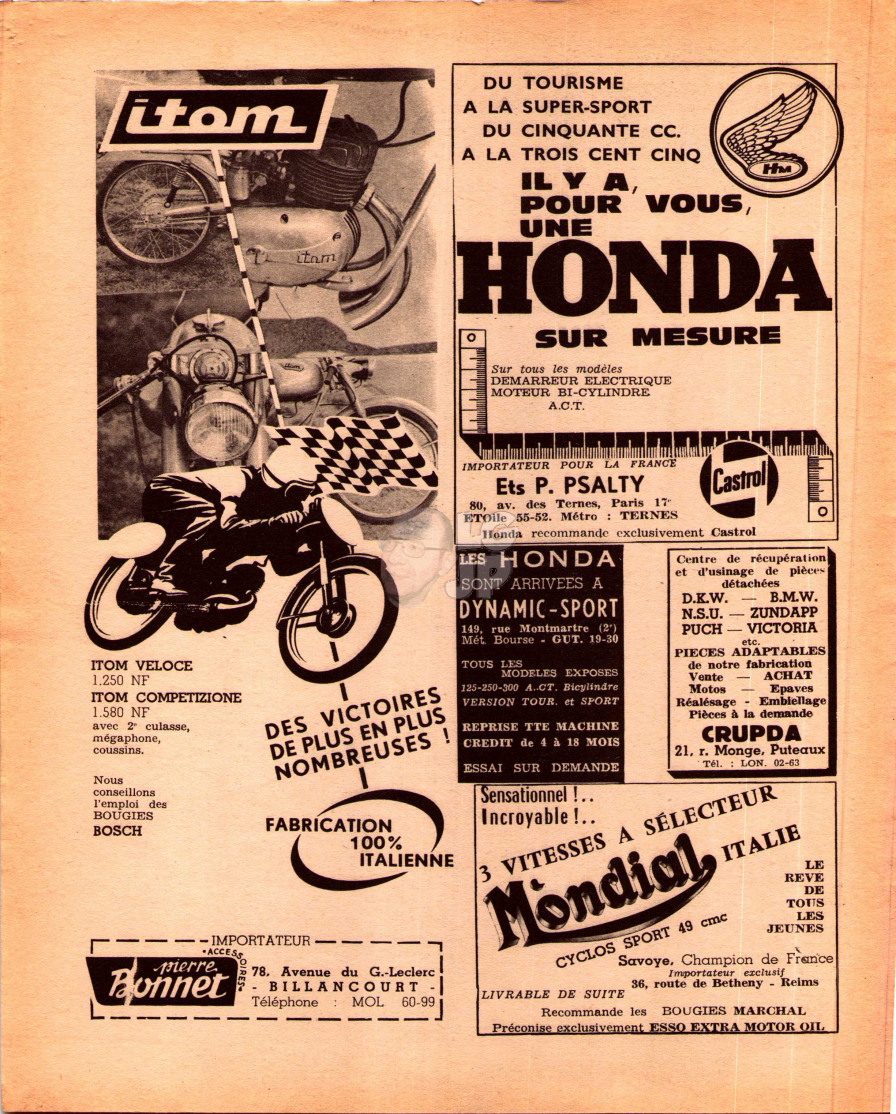 itom
itom
itom
ITOM VELOCE
1.250 NF
ITOM COMPETIZIONE
1.580 NF
avec 2e culasse,
mégaphone,
coussins.
Nous
conseillons
l'emploi des
BOUGIES
BOSCH
DES VICTOIRES
DE PLUS EN PLUS
NOMBREUSES !
FABRICATION
100%
ITALIENNE
IMPORTATEUR
•ACCESSOIRES•
pierre
Bonnet
78, Avenue du G.-Leclerc
- BILLANCOURT -
Téléphone : MOL 60-99
DU TOURISME
A LA SUPER-SPORT
DU CINQUANTE CC.
A LA TROIS CENT CINQ
HM
IL Y A,
POUR VOUS,
UNE
HONDA
SUR MESURE
Sur tous les modèles
DEMARREUR ELECTRIQUE
MOTEUR BI-CYLINDRE
A.C.T.
IMPORTATEUR POUR LA FRANCE
Ets P. PSALTY
80, av. des Ternes, Paris 17e
ETOile 55-52. Métro : TERNES
Honda recommande exclusivement Castrol
Castrol
LES HONDA
SONT ARRIVEES A
DYNAMIC-SPORT
149, rue Montmartre (2e)
Mét. Bourse - GUT. 19-30
TOUS LES
MODELES EXPOSES
125-250-300 A..CT. Bicylindre
VERSION TOUR. et SPORT
REPRISE TTE MACHINE
CREDIT de 4 à 18 MOIS
ESSAI SUR DEMANDE
Centre de récupération
et d'usinage de pièces
détachées
D.K.W. — B.M.W.
N.S.U. — ZUNDAPP
PUCH — VICTORIA
etc.
PIECES ADAPTABLES
de notre fabrication
Vente — ACHAT
Motos — Epaves
Réalésage - Embiellage
Pièces à la demande
CRUPDA
21, r. Monge, Puteaux
Tél. : LON. 02-63
Sensationnel !..
Incroyable !..
3 VITESSES A SÉLECTEUR
Mondial ITALIE
CYCLOS SPORT 49 cmc
LE
REVE
DE
TOUS
LES
JEUNES
Savoye, Champion de France
Importateur exclusif
36, route de Betheny - Reims
LIVRABLE DE SUITE
Recommande les BOUGIES MARCHAL
Préconise exclusivement ESSO EXTRA MOTOR OIL